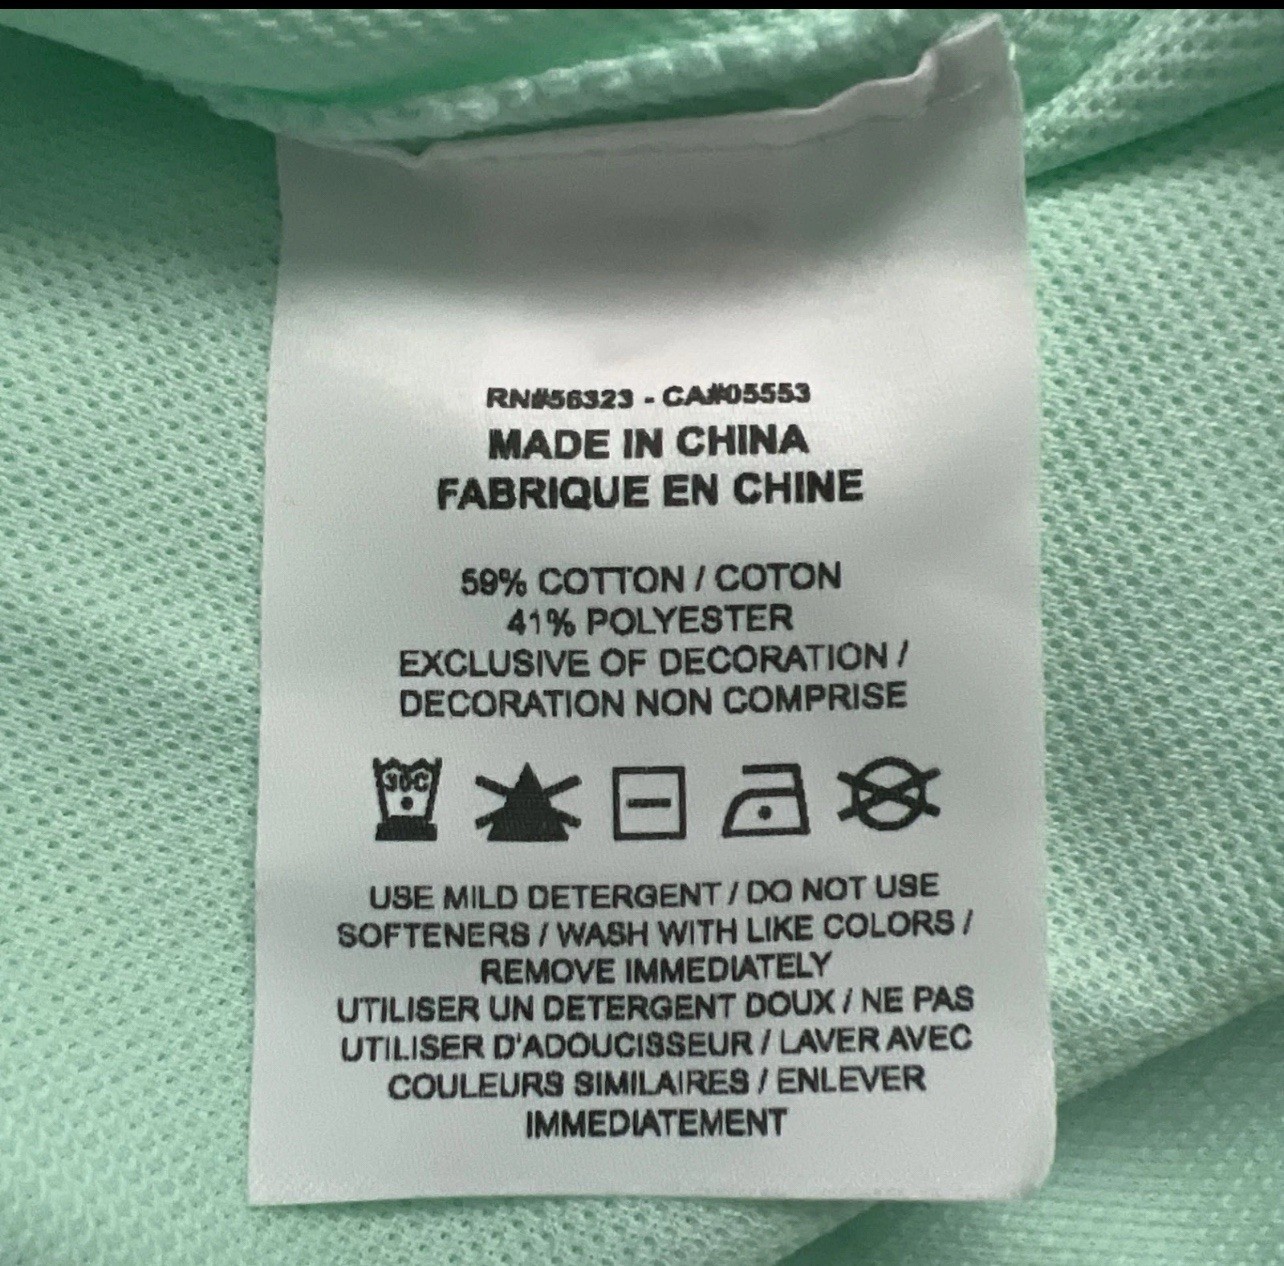 RN#56323 - CA#05553
MADE IN CHINA
FABRIQUE EN CHINE
59% COTTON / COTON
41% POLYESTER
EXCLUSIVE OF DECORATION /
DECORATION NON COMPRISE
30C
USE MILD DETERGENT / DO NOT USE
SOFTENERS / WASH WITH LIKE COLORS /
REMOVE IMMEDIATELY
UTILISER UN DETERGENT DOUX / NE PAS
UTILISER D'ADOUCISSEUR / LAVER AVEC
COULEURS SIMILAIRES / ENLEVER
IMMEDIATEMENT